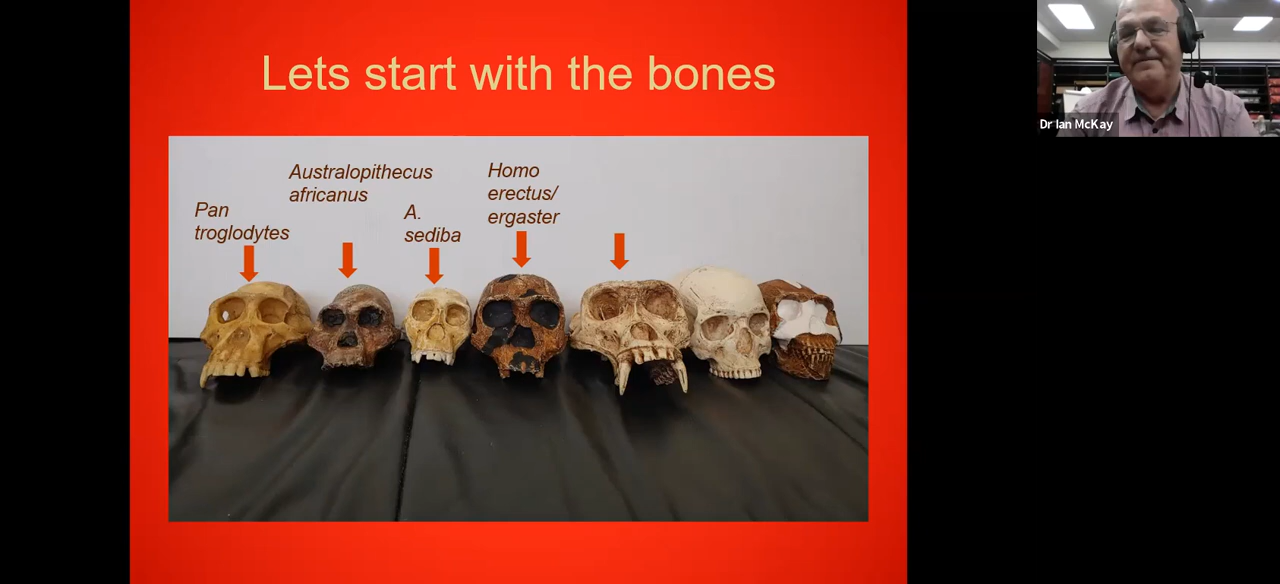 Lets start with the bones
Australopithecus
africanus
Homo
erectus/
ergaster
Pan
troglodytes
A.
sediba
Dr Ian McKay